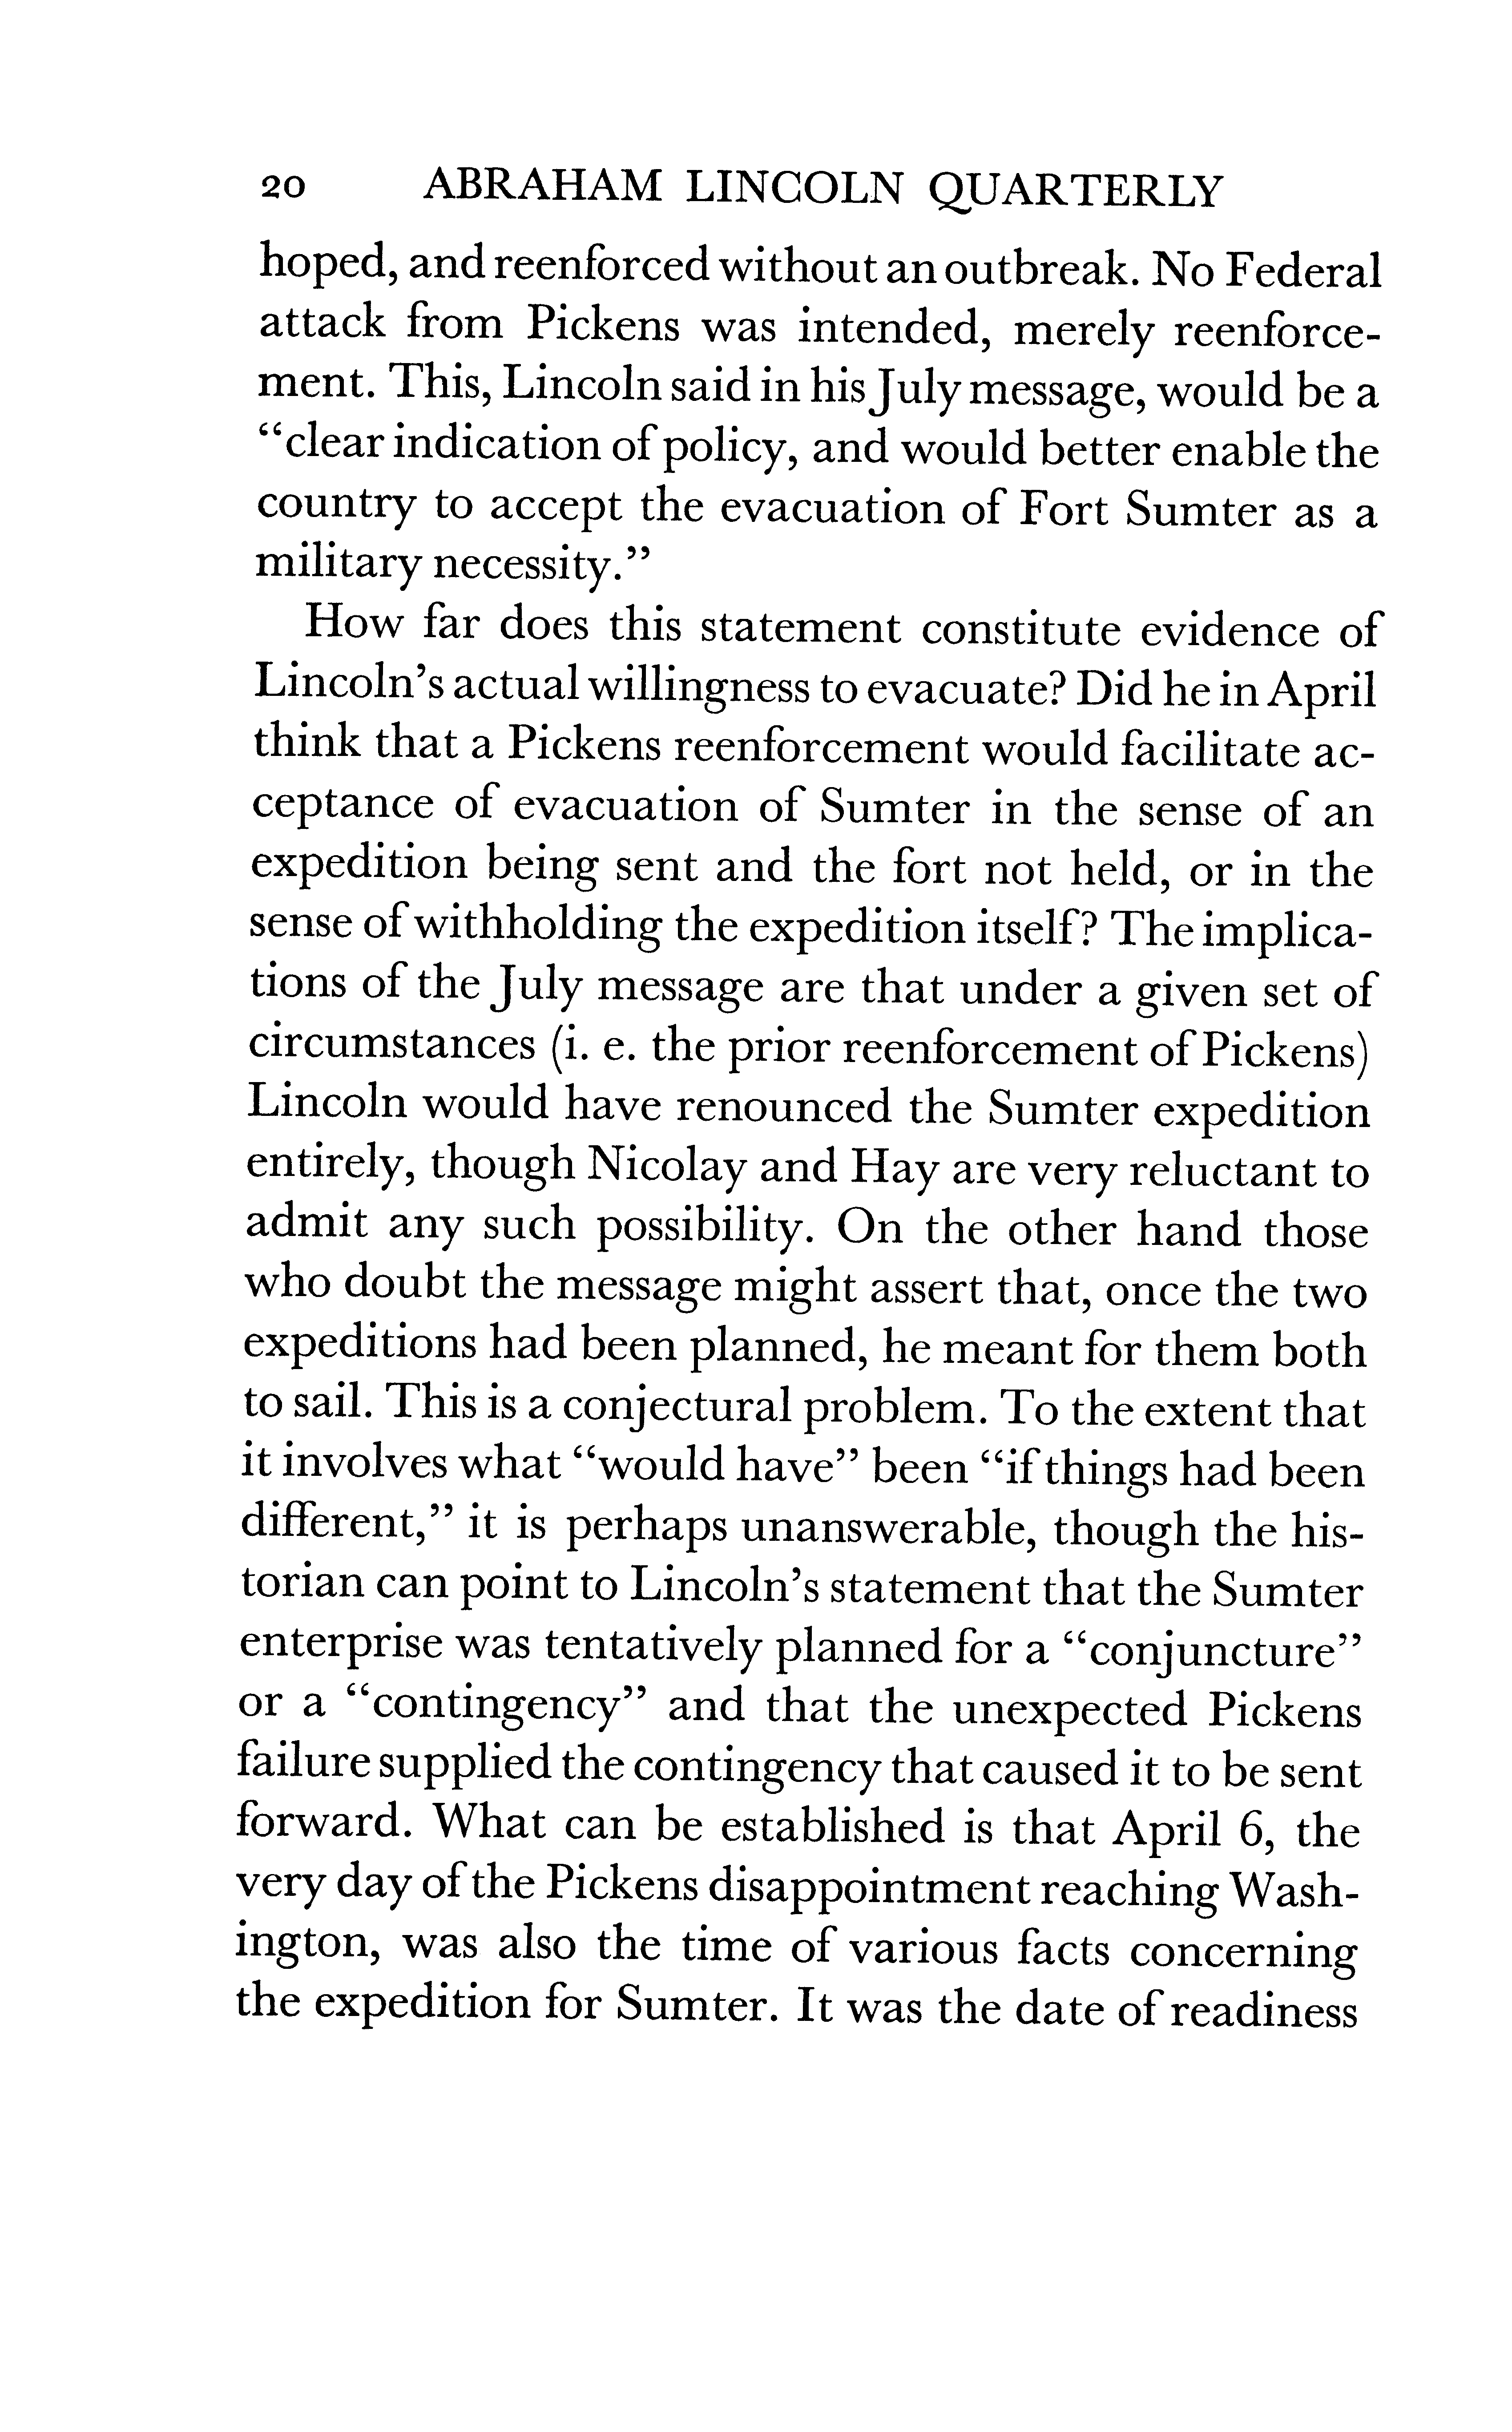 20 ABRAHAM LINCOLN QUARTERLY
hoped, and reenforced without an outbreak. No Federal
attack from Pickens was intended, merely reenforce-
ment. This, Lincoln said in his July message, would be a
“clear indication of policy, and would better enable the
country to accept the evacuation of Fort Sumter as a
military necessity.”
How far does this statement constitute evidence of
Lincoln’s actual willingness to evacuate? Did he in April
think that a Pickens reenforcement would facilitate ac-
ceptance of evacuation of Sumter in the sense of an
expedition being sent and the fort not held, or in the
sense of withholding the expedition itself? The implica-
tions of the July message are that under a given set of
circumstances (i. e. the prior reenforcement of Pickens)
Lincoln would have renounced the Sumter expedition
entirely, though Nicolay and Hay are very reluctant to
admit any such possibility. On the other hand those
who doubt the message might assert that, once the two
expeditions had been planned, he meant for them both
to sail. This is a conjectural problem. To the extent that
it involves what “would have” been “if things had been
different,” it is perhaps unanswerable, though the his-
torian can point to Lincoln’s statement that the Sumter
enterprise was tentatively planned for a “conjuncture”
or a “contingency” and that the unexpected Pickens
failure supplied the contingency that caused it to be sent
forward. What can be established is that April 6, the
very day of the Pickens disappointment reaching Wash-
ington, was also the time of various facts concerning
the expedition for Sumter. It was the date of readiness